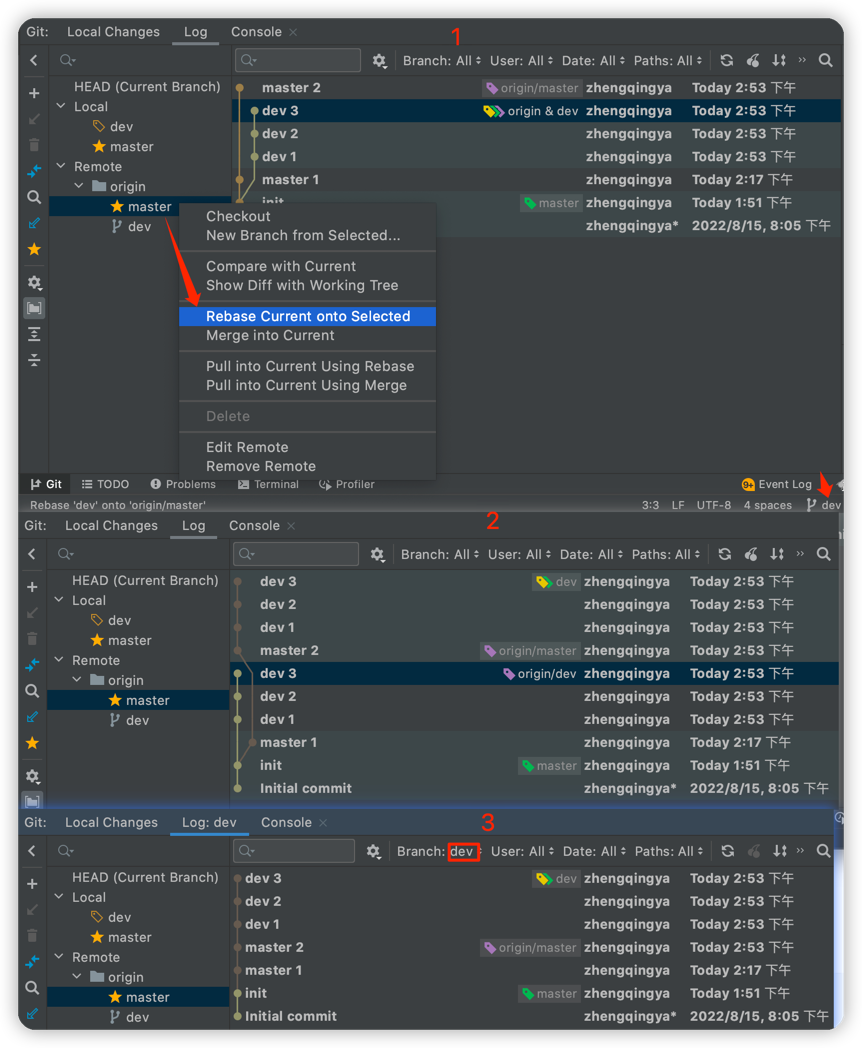 Git: Local Changes Log Console ×
1
Branch: All User: All Date: All Paths: All
HEAD (Current Branch)
Local
dev
master
Remote
origin
master
dev
master 2 origin/master zhengqingya Today 2:53 下午
dev 3 origin & dev zhengqingya Today 2:53 下午
dev 2 zhengqingya Today 2:53 下午
dev 1 zhengqingya Today 2:53 下午
master 1 zhengqingya Today 2:17 下午
init master zhengqingya Today 1:51 下午
zhengqingya* 2022/8/15, 8:05 下午
Checkout
New Branch from Selected...
Compare with Current
Show Diff with Working Tree
Rebase Current onto Selected
Merge into Current
Pull into Current Using Rebase
Pull into Current Using Merge
Delete
Edit Remote
Remove Remote
Git TODO Problems Terminal Profiler 9+ Event Log
Rebase 'dev' onto 'origin/master' 3:3 LF UTF-8 4 spaces dev
Git: Local Changes Log Console ×
2
Branch: All User: All Date: All Paths: All
HEAD (Current Branch)
Local
dev
master
Remote
origin
master
dev
dev 3 dev zhengqingya Today 2:53 下午
dev 2 zhengqingya Today 2:53 下午
dev 1 zhengqingya Today 2:53 下午
master 2 origin/master zhengqingya Today 2:53 下午
dev 3 origin/dev zhengqingya Today 2:53 下午
dev 2 zhengqingya Today 2:53 下午
dev 1 zhengqingya Today 2:53 下午
master 1 zhengqingya Today 2:17 下午
init master zhengqingya Today 1:51 下午
Initial commit zhengqingya* 2022/8/15, 8:05 下午
Git: Local Changes Log: dev Console ×
3
Branch: dev User: All Date: All Paths: All
HEAD (Current Branch)
Local
dev
master
Remote
origin
master
dev
dev 3 dev zhengqingya Today 2:53 下午
dev 2 zhengqingya Today 2:53 下午
dev 1 zhengqingya Today 2:53 下午
master 2 origin/master zhengqingya Today 2:53 下午
master 1 zhengqingya Today 2:17 下午
init master zhengqingya Today 1:51 下午
Initial commit zhengqingya* 2022/8/15, 8:05 下午